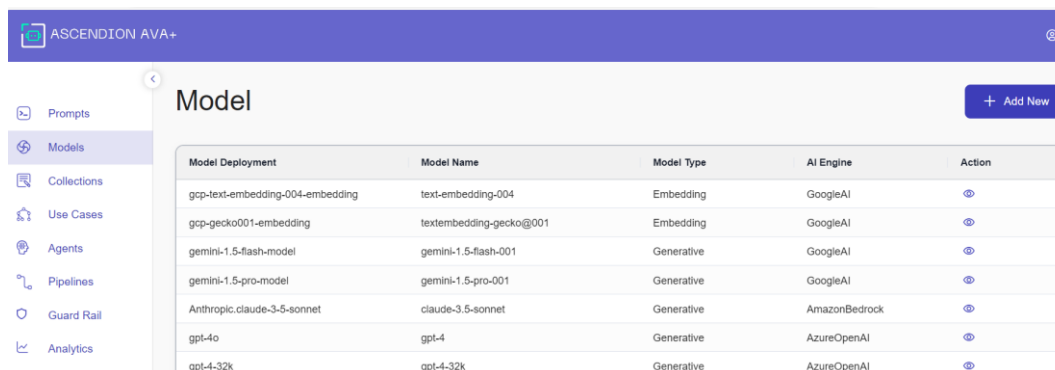 ASCENDION AVA+
Model
+ Add New
Prompts
Models
Collections
Use Cases
Agents
Pipelines
Guard Rail
Analytics
Model Deployment Model Name Model Type AI Engine Action
gcp-text-embedding-004-embedding text-embedding-004 Embedding GoogleAI
gcp-gecko001-embedding textembedding-gecko@001 Embedding GoogleAI
gemini-1.5-flash-model gemini-1.5-flash-001 Generative GoogleAI
gemini-1.5-pro-model gemini-1.5-pro-001 Generative GoogleAI
Anthropic.claude-3-5-sonnet claude-3.5-sonnet Generative AmazonBedrock
gpt-4o gpt-4 Generative AzureOpenAI
gpt-4-32k gpt-4-32k Generative AzureOpenAI